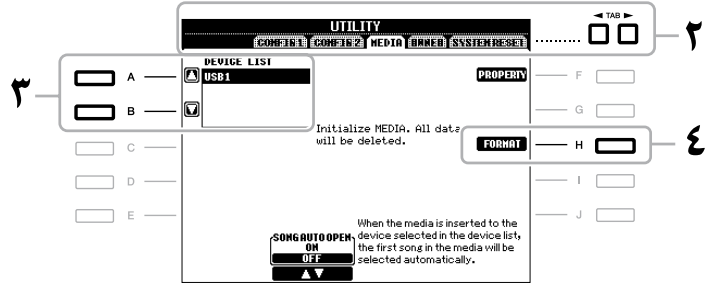 UTILITY
◄ TAB ►
CONFIG 1 CONFIG 2 MEDIA OWNER SYSTEM RESET
٢
DEVICE LIST
USB1
٣
A
B
C
D
E
PROPERTY
F
G
Initialize MEDIA. All data
will be deleted.
FORMAT
H
٤
I
J
When the media is inserted to the
device selected in the device list,
the first song in the media will be
selected automatically.
SONG AUTO OPEN
ON
OFF
▲▼